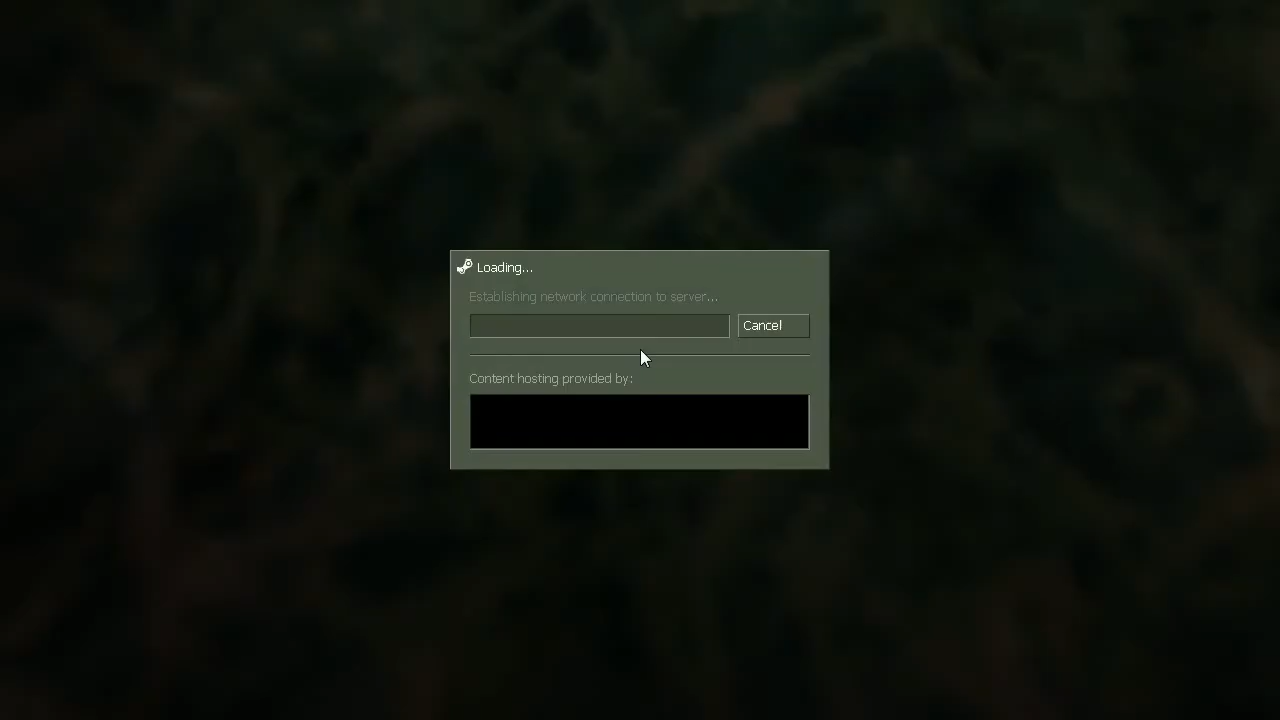 Loading...
Establishing network connection to server...
Cancel
Content hosting provided by: